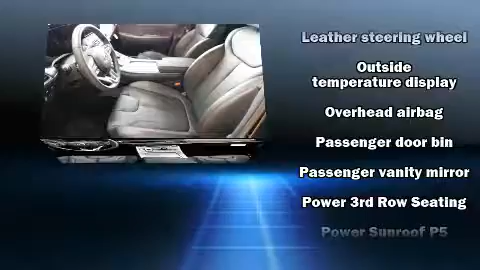 Leather steering wheel
Outside
temperature display
Overhead airbag
Passenger door bin
Passenger vanity mirror
Power 3rd Row Seating
Power Sunroof P5